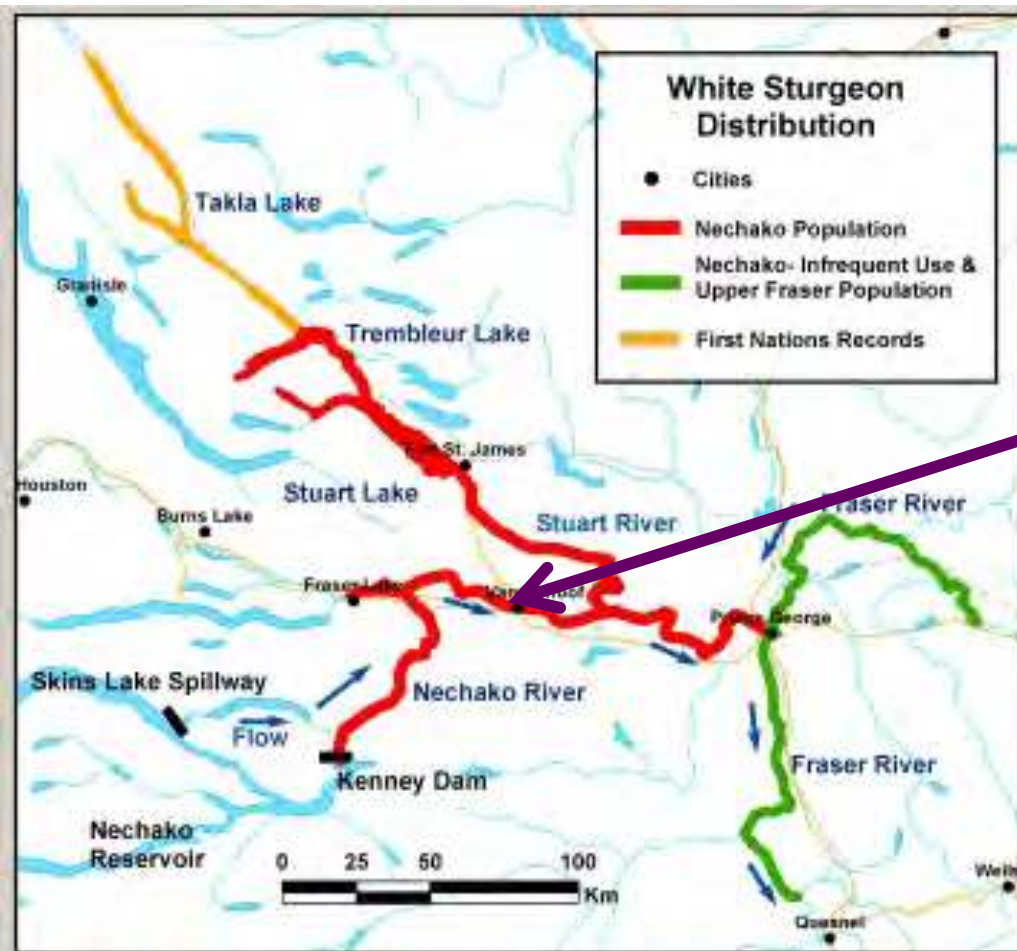 White Sturgeon
Distribution
Cities
Nechako Population
Nechako- Infrequent Use &
Upper Fraser Population
First Nations Records
Takla Lake
Trembleur Lake
St. James
Stuart Lake
Houston
Burns Lake
Stuart River
Fraser River
Fraser Lake
George
Skins Lake Spillway
Nechako River
Flow
Kenney Dam
Fraser River
Nechako
Reservoir
0 25 50 100
Km
Quesnel